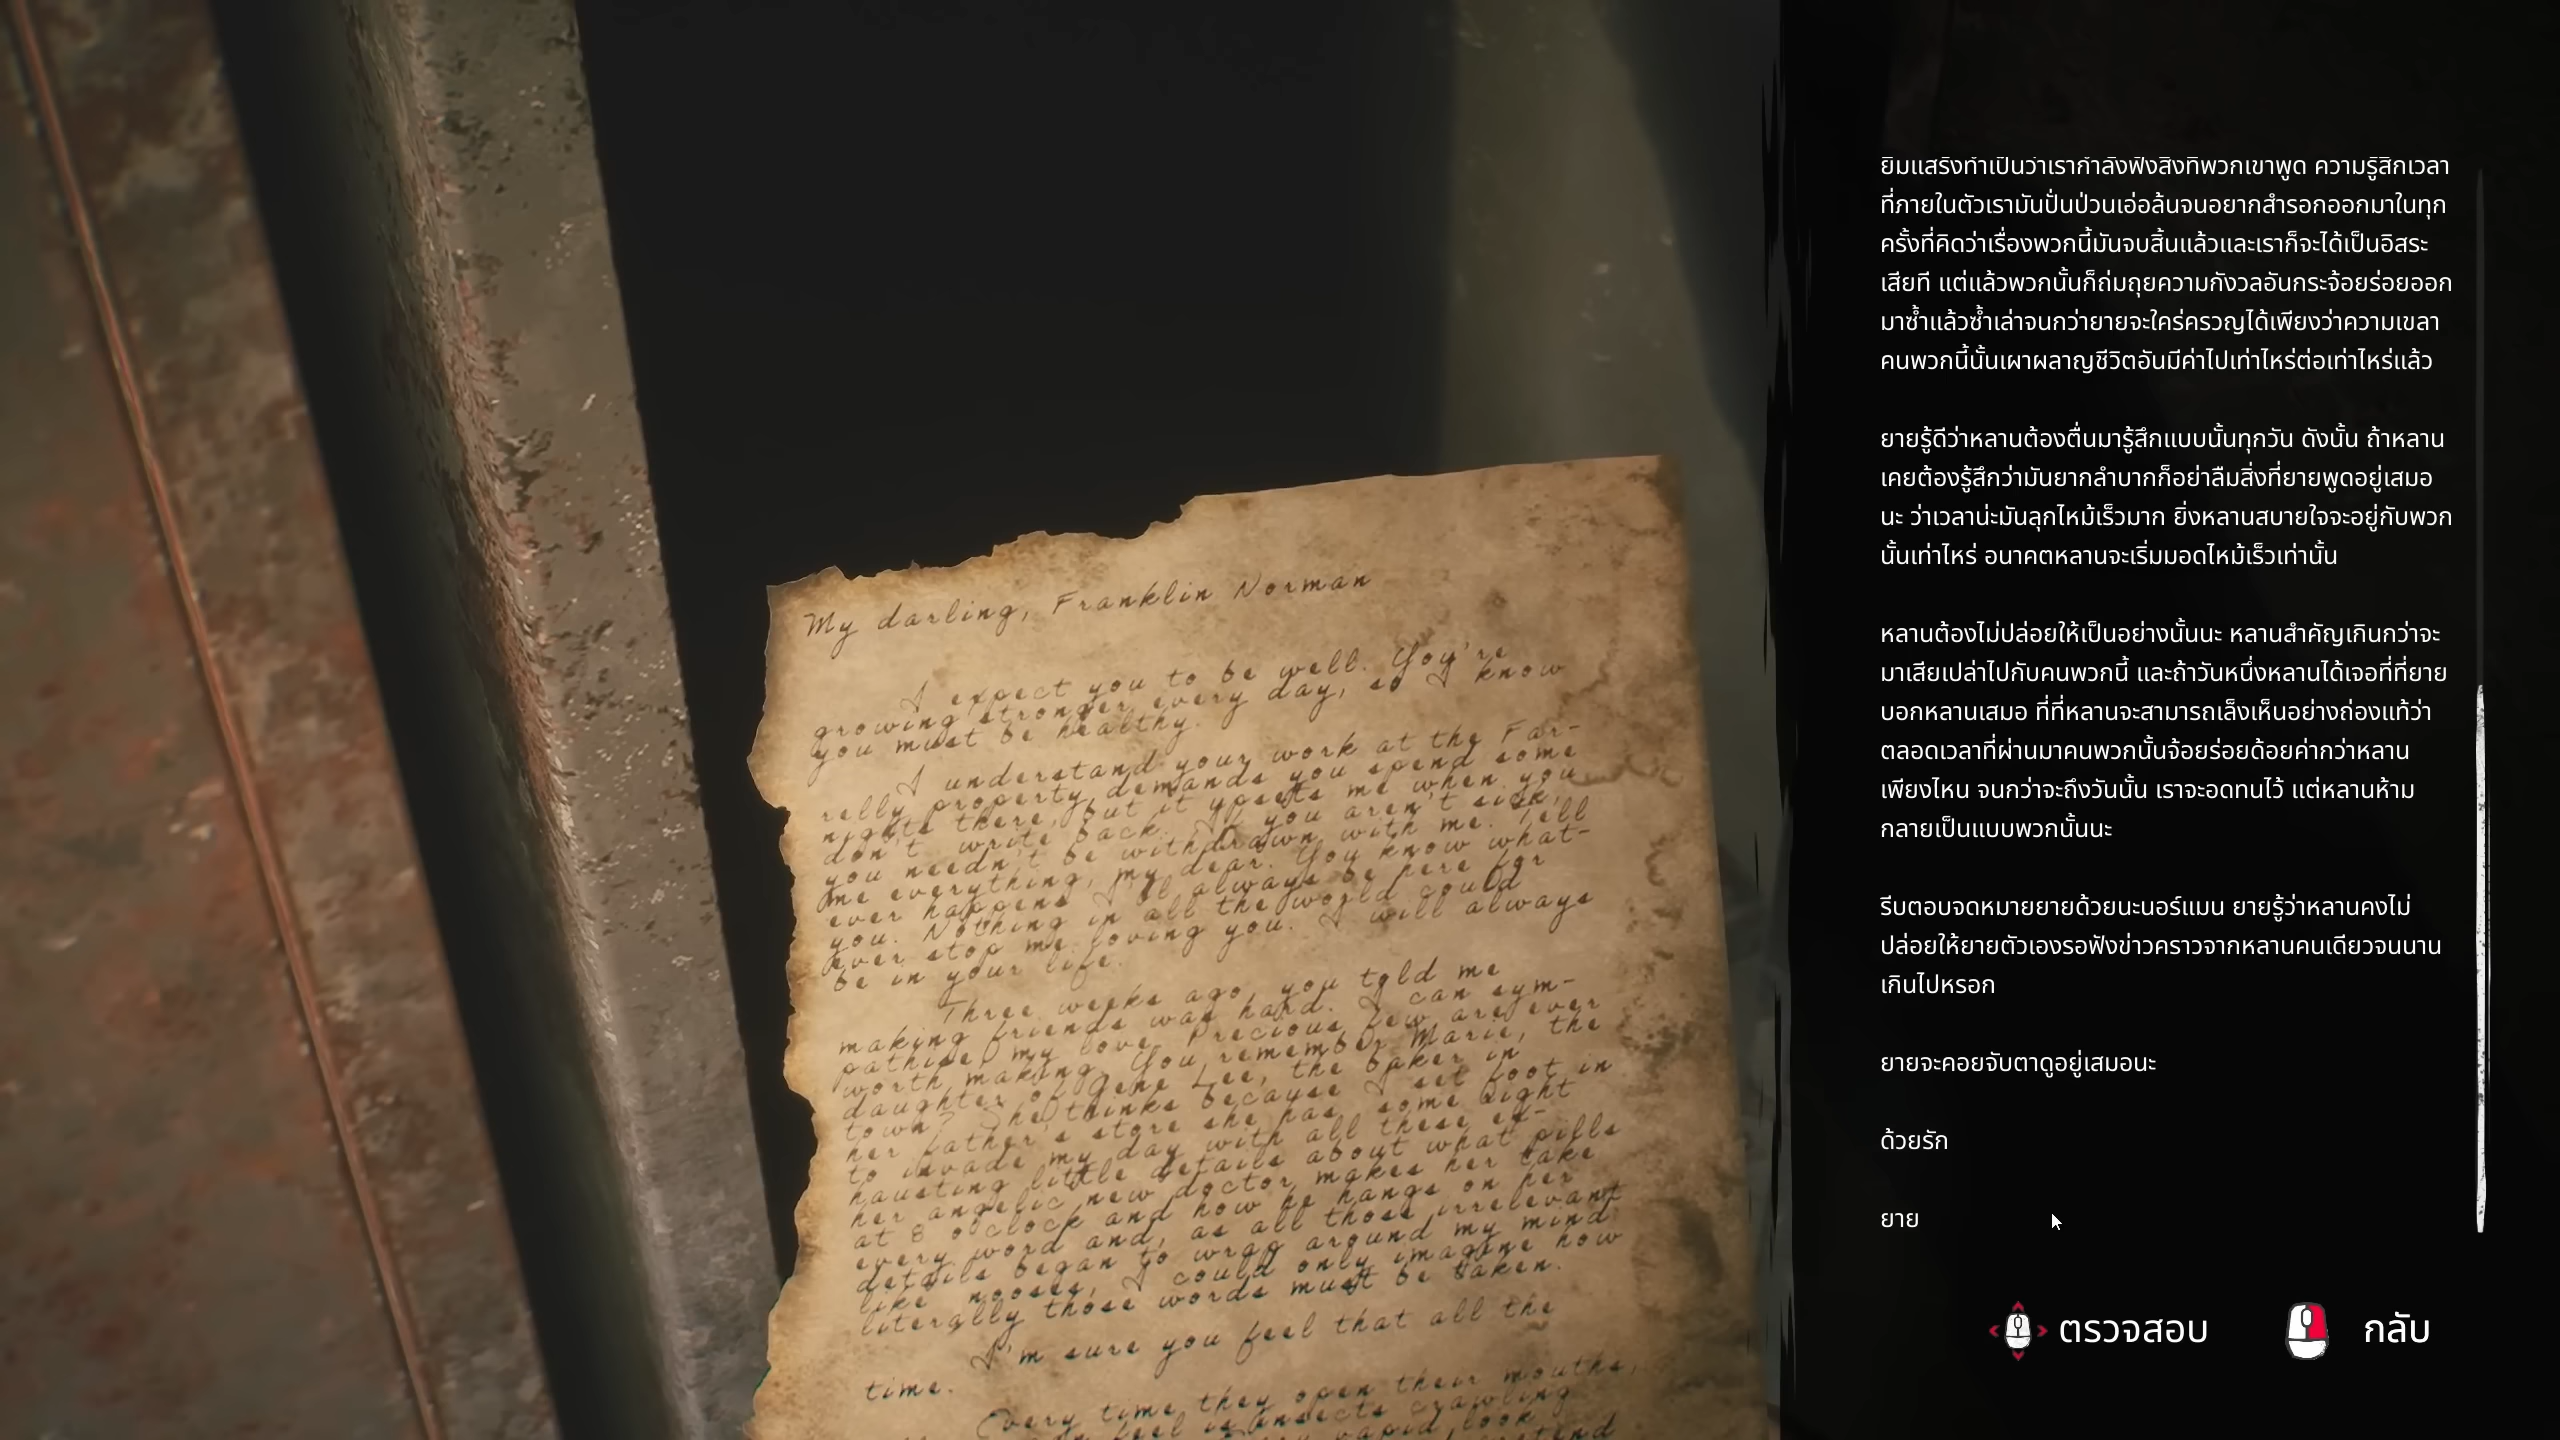 My darling, Franklin Norman
I expect you to be well. You're
growing stronger every day, so I know
you must be healthy.
I understand your work at the Far-
relly property demands you spend some
nights there, but it upsets me when you
don't write back. If you aren't sick,
you needn't be withdrawn with me. Tell
me everything, my dear. You know what-
ever happens I'll always be here for
you. Nothing in all the world could
ever stop me loving you. I will always
be in your life.
Three weeks ago, you told me
making friends was hard. I can sym-
pathise, my love. Precious few are ever
worth making. You remember Marie, the
daughter of Gene Lee, the baker in
town? She thinks because I set foot in
her father's store she has some right
to invade my day with all these ex-
hausting little details about what pills
her angelic new doctor makes her take
at 8 o'clock and how he hangs on her
every word and, as all those irrelevant
details began to wrap around my mind
like nooses, I could only imagine how
literally those words must be taken.
I'm sure you feel that all the
time.
Every time they open their mouths,
feel is insects crawling
vapid look
pretend
ยิ้มแสร้งทำเป็นว่าเรากำลังฟังสิ่งที่พวกเขาพูด ความรู้สึกเวลา
ที่ภายในตัวเรามันปั่นป่วนเอ่อล้นจนอยากสำรอกออกมาในทุก
ครั้งที่คิดว่าเรื่องพวกนี้มันจบสิ้นแล้วและเราก็จะได้เป็นอิสระ
เสียที แต่แล้วพวกนั้นก็ถ่มถุยความกังวลอันกระจ้อยร่อยออก
มาซ้ำแล้วซ้ำเล่าจนกว่ายายจะใคร่ครวญได้เพียงว่าความเขลา
คนพวกนี้นั้นเผาผลาญชีวิตอันมีค่าไปเท่าไหร่ต่อเท่าไหร่แล้ว
ยายรู้ดีว่าหลานต้องตื่นมารู้สึกแบบนั้นทุกวัน ดังนั้น ถ้าหลาน
เคยต้องรู้สึกว่ามันยากลำบากก็อย่าลืมสิ่งที่ยายพูดอยู่เสมอ
นะ ว่าเวลาน่ะมันลุกไหม้เร็วมาก ยิ่งหลานสบายใจจะอยู่กับพวก
นั้นเท่าไหร่ อนาคตหลานจะเริ่มมอดไหม้เร็วเท่านั้น
หลานต้องไม่ปล่อยให้เป็นอย่างนั้นนะ หลานสำคัญเกินกว่าจะ
มาเสียเปล่าไปกับคนพวกนี้ และถ้าวันหนึ่งหลานได้เจอที่ที่ยาย
บอกหลานเสมอ ที่ที่หลานจะสามารถเล็งเห็นอย่างถ่องแท้ว่า
ตลอดเวลาที่ผ่านมาคนพวกนั้นจ้อยร่อยด้อยค่ากว่าหลาน
เพียงไหน จนกว่าจะถึงวันนั้น เราจะอดทนไว้ แต่หลานห้าม
กลายเป็นแบบพวกนั้นนะ
รีบตอบจดหมายยายด้วยนะนอร์แมน ยายรู้ว่าหลานคงไม่
ปล่อยให้ยายตัวเองรอฟังข่าวคราวจากหลานคนเดียวจนนาน
เกินไปหรอก
ยายจะคอยจับตาดูอยู่เสมอนะ
ด้วยรัก
ยาย
ตรวจสอบ
กลับ